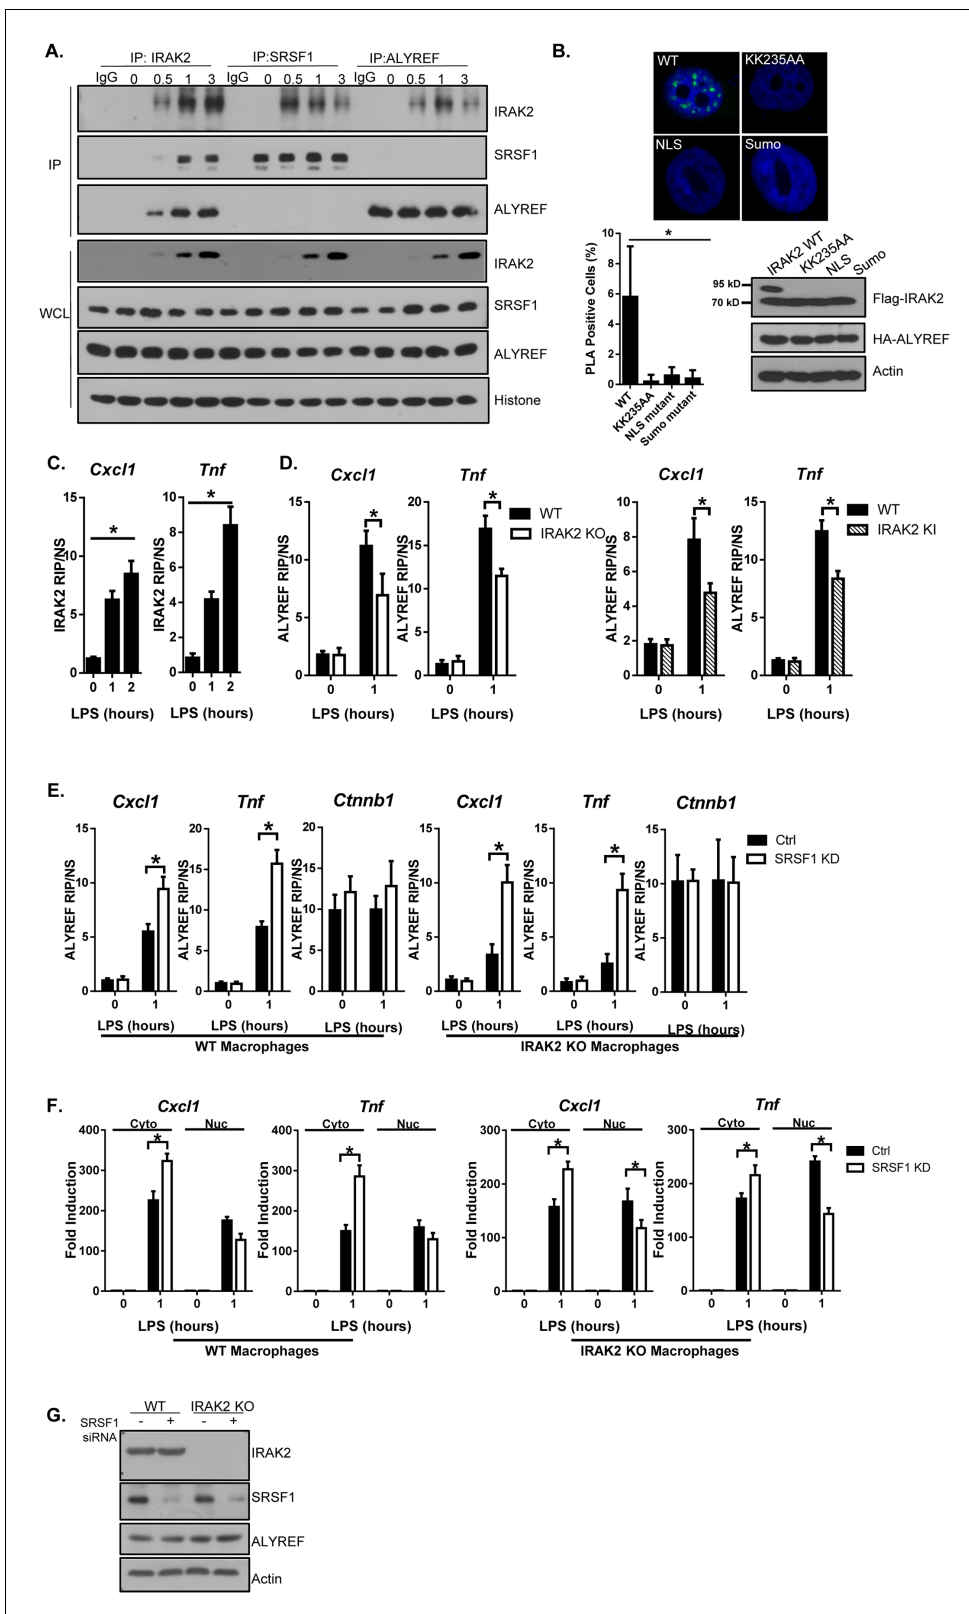 A.
IP: IRAK2 IP:SRSF1 IP:ALYREF
IgG 0 0.5 1 3 IgG 0 0.5 1 3 IgG 0 0.5 1 3
IP
IRAK2
SRSF1
ALYREF
WCL
IRAK2
SRSF1
ALYREF
Histone
B.
WT KK235AA
NLS Sumo
PLA Positive Cells (%)
10
8
6
4
2
0
*
WT
KK235AA
NLS mutant
Sumo mutant
IRAK2 WT
KK235AA
NLS
Sumo
95 kD
70 kD
Flag-IRAK2
HA-ALYREF
Actin
C.
Cxcl1
IRAK2 RIP/NS
15
10
5
0
*
0 1 2
LPS (hours)
Tnf
IRAK2 RIP/NS
10
8
6
4
2
0
*
0 1 2
LPS (hours)
D.
Cxcl1
ALYREF RIP/NS
15
10
5
0
*
0 1
LPS (hours)
Tnf
ALYREF RIP/NS
20
15
10
5
0
*
0 1
LPS (hours)
WT
IRAK2 KO
Cxcl1
ALYREF RIP/NS
10
8
6
4
2
0
*
0 1
LPS (hours)
Tnf
ALYREF RIP/NS
15
10
5
0
*
0 1
LPS (hours)
WT
IRAK2 KI
E.
Cxcl1
ALYREF RIP/NS
15
10
5
0
*
0 1
LPS (hours)
Tnf
ALYREF RIP/NS
20
15
10
5
0
*
0 1
LPS (hours)
Ctnnb1
ALYREF RIP/NS
20
15
10
5
0
0 1
LPS (hours)
WT Macrophages
Cxcl1
ALYREF RIP/NS
15
10
5
0
*
0 1
LPS (hours)
Tnf
ALYREF RIP/NS
15
10
5
0
*
0 1
LPS (hours)
Ctnnb1
ALYREF RIP/NS
15
10
5
0
0 1
LPS (hours)
IRAK2 KO Macrophages
Ctrl
SRSF1 KD
F.
Cxcl1
Cyto Nuc
Fold Induction
400
300
200
100
0
*
0 1 0 1
LPS (hours)
Tnf
Cyto Nuc
Fold Induction
400
300
200
100
0
*
0 1 0 1
LPS (hours)
WT Macrophages
Cxcl1
Cyto Nuc
Fold Induction
300
200
100
0
* *
0 1 0 1
LPS (hours)
Tnf
Cyto Nuc
Fold Induction
300
200
100
0
* *
0 1 0 1
LPS (hours)
IRAK2 KO Macrophages
Ctrl
SRSF1 KD
G.
WT IRAK2 KO
SRSF1 siRNA - + - +
IRAK2
SRSF1
ALYREF
Actin